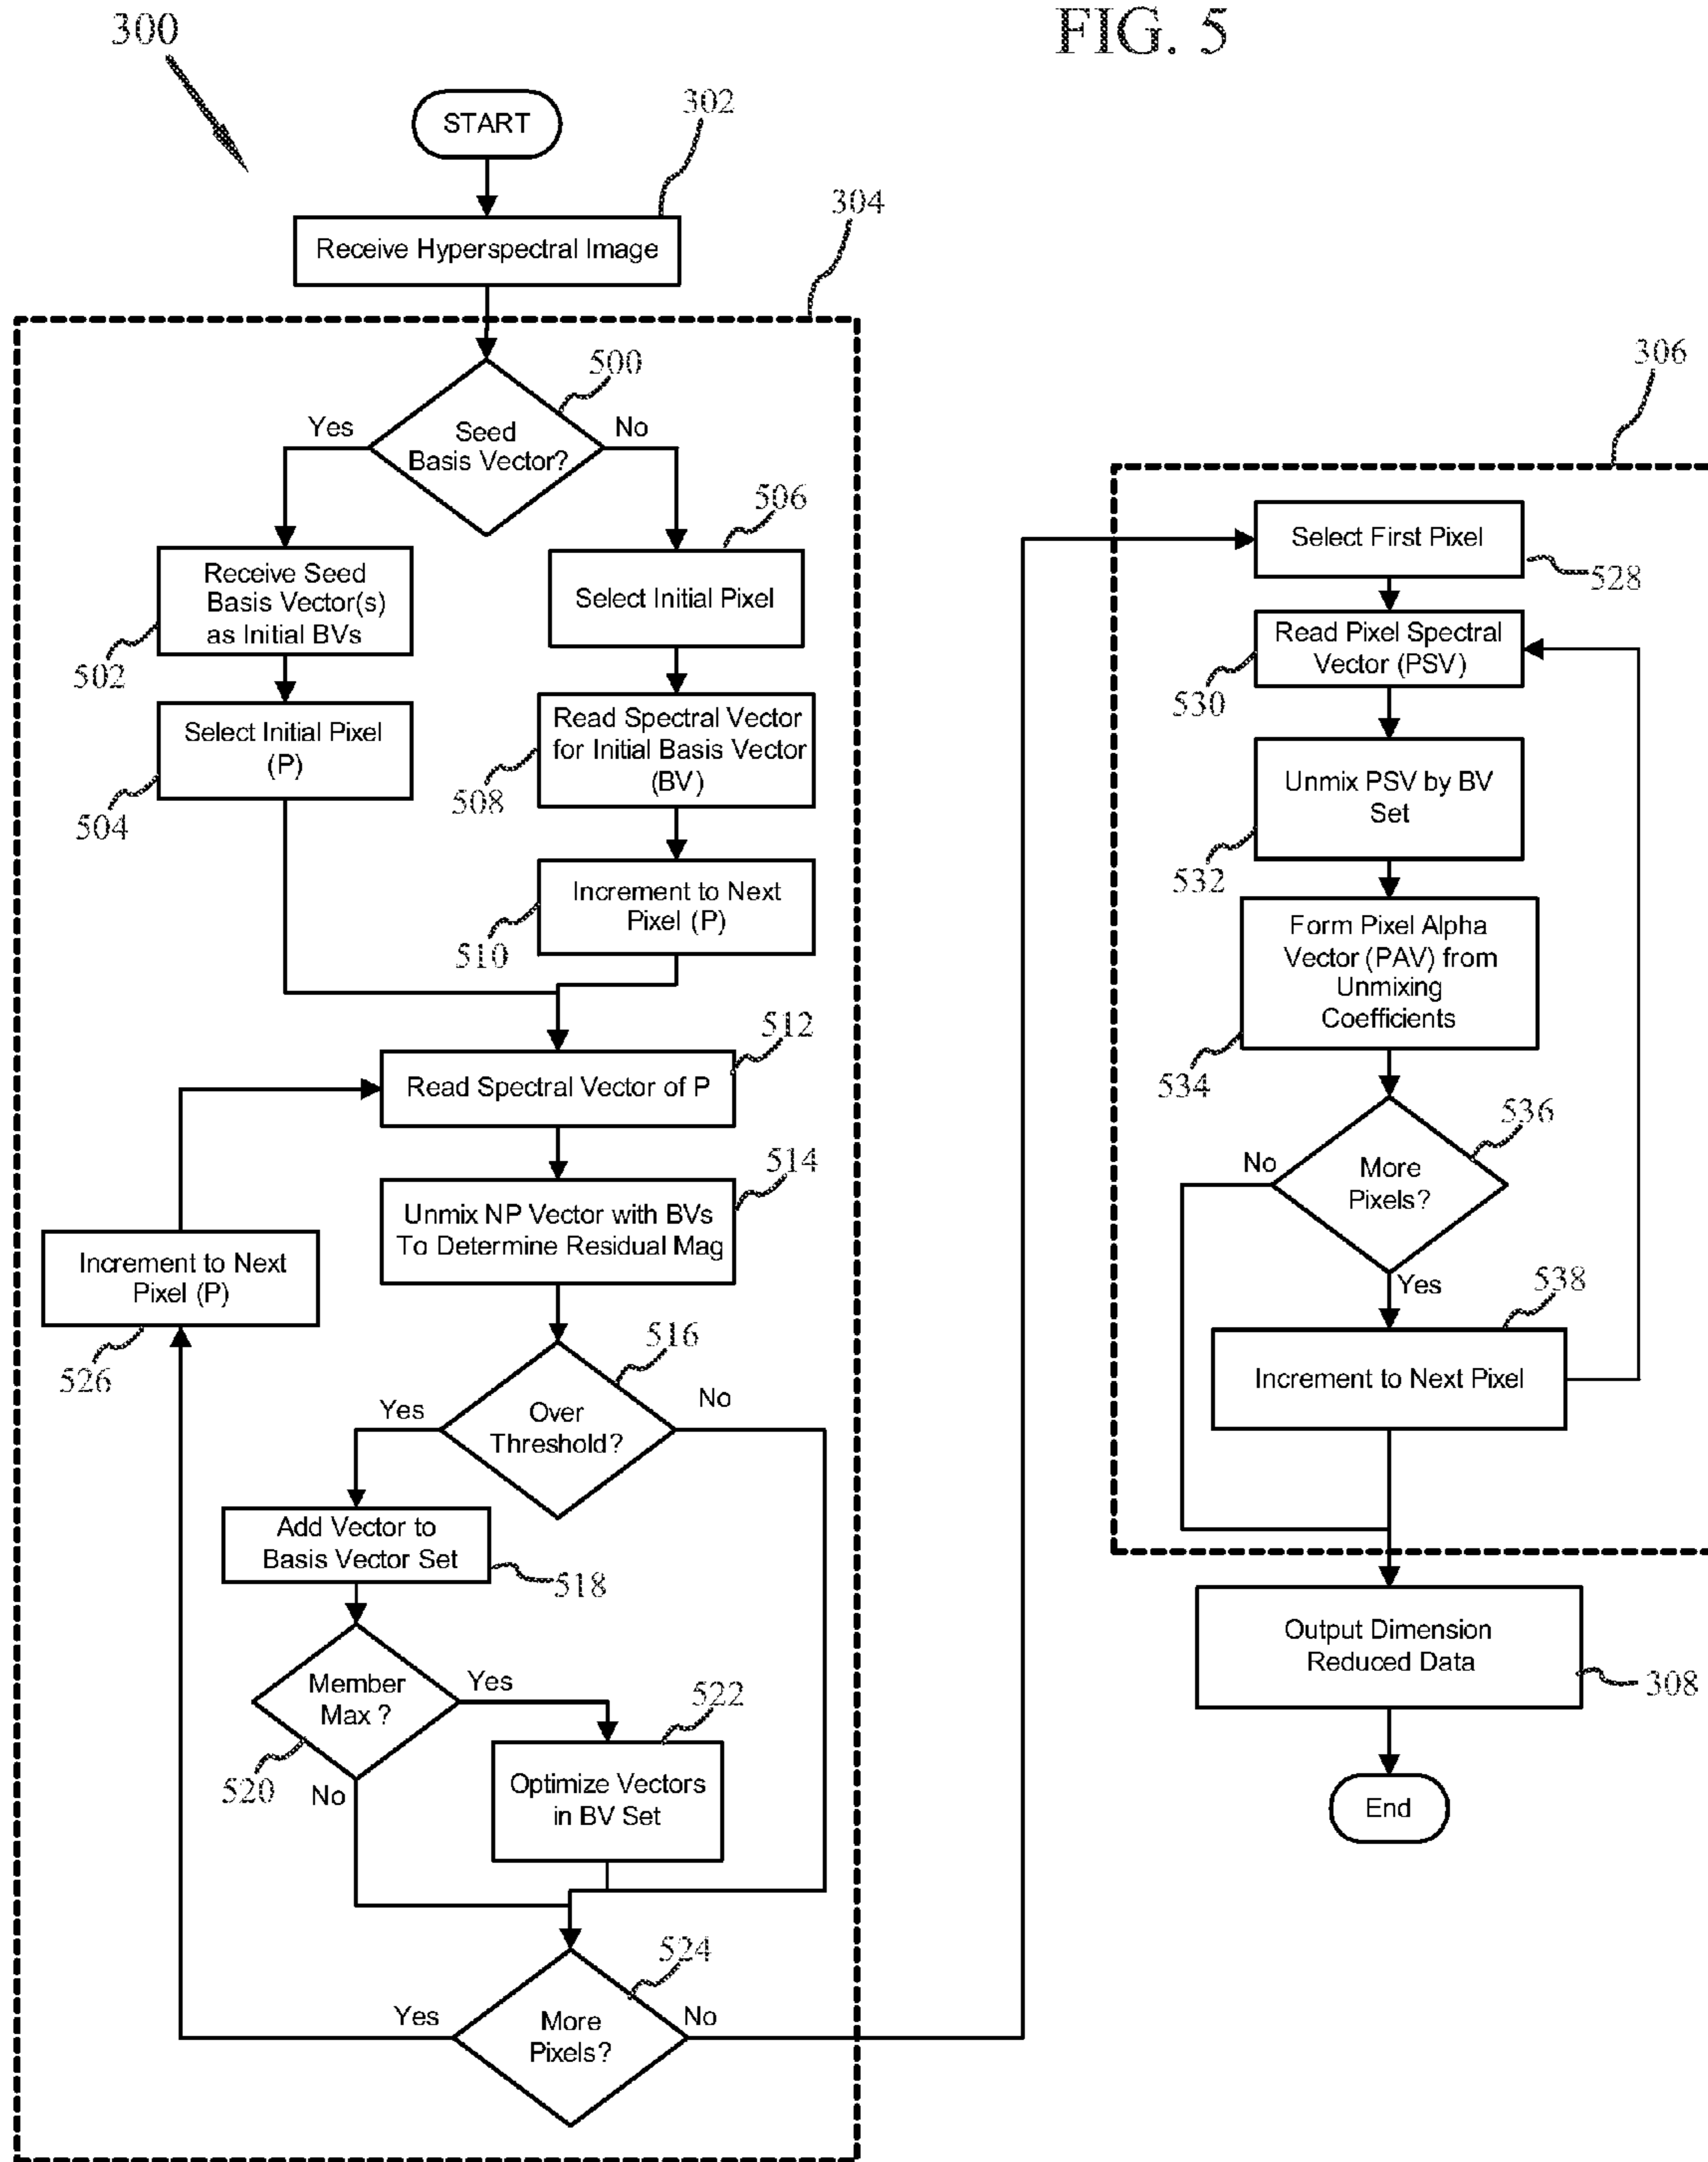 FIG. 5
300
START
302
Receive Hyperspectral Image
304
500
Yes
No
Seed
Basis Vector?
506
Receive Seed
Basis Vector(s)
as Initial BVs
502
Select Initial Pixel
Select Initial Pixel
(P)
504
Read Spectral Vector
for Initial Basis Vector
(BV)
508
Increment to Next
Pixel (P)
510
512
Read Spectral Vector of P
514
Unmix NP Vector with BVs
To Determine Residual Mag
Increment to Next
Pixel (P)
526
516
Yes
No
Over
Threshold?
Add Vector to
Basis Vector Set
518
Member
Max ?
Yes
520
No
522
Optimize Vectors
in BV Set
524
Yes
No
More
Pixels?
306
Select First Pixel
528
Read Pixel Spectral
Vector (PSV)
530
Unmix PSV by BV
Set
532
Form Pixel Alpha
Vector (PAV) from
Unmixing
Coefficients
534
536
No
More
Pixels?
Yes
538
Increment to Next Pixel
Output Dimension
Reduced Data
308
End